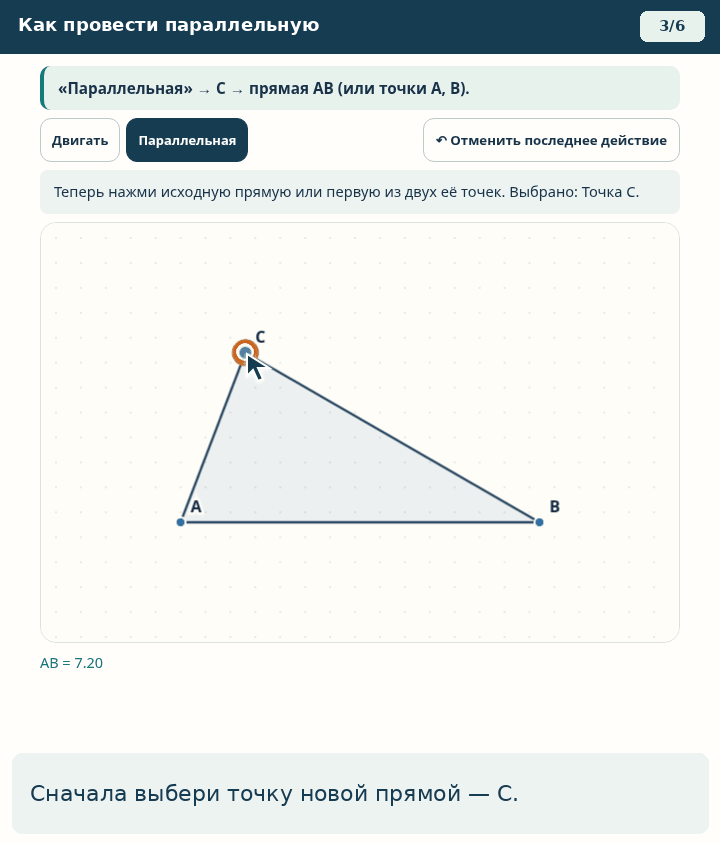 Как провести параллельную
3/6
«Параллельная» → C → прямая AB (или точки A, B).
Двигать
Параллельная
↶ Отменить последнее действие
Теперь нажми исходную прямую или первую из двух её точек. Выбрано: Точка C.
C
A
B
AB = 7.20
Сначала выбери точку новой прямой — C.